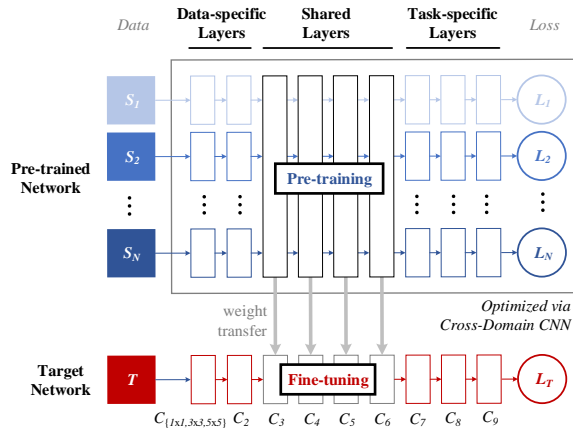 Data
Data-specific
Layers
Shared
Layers
Task-specific
Layers
Loss
S1
L1
S2
L2
Pre-trained
Network
Pre-training
SN
LN
weight
transfer
Optimized via
Cross-Domain CNN
Target
Network
T
Fine-tuning
LT
C{1x1,3x3,5x5}
C2
C3
C4
C5
C6
C7
C8
C9